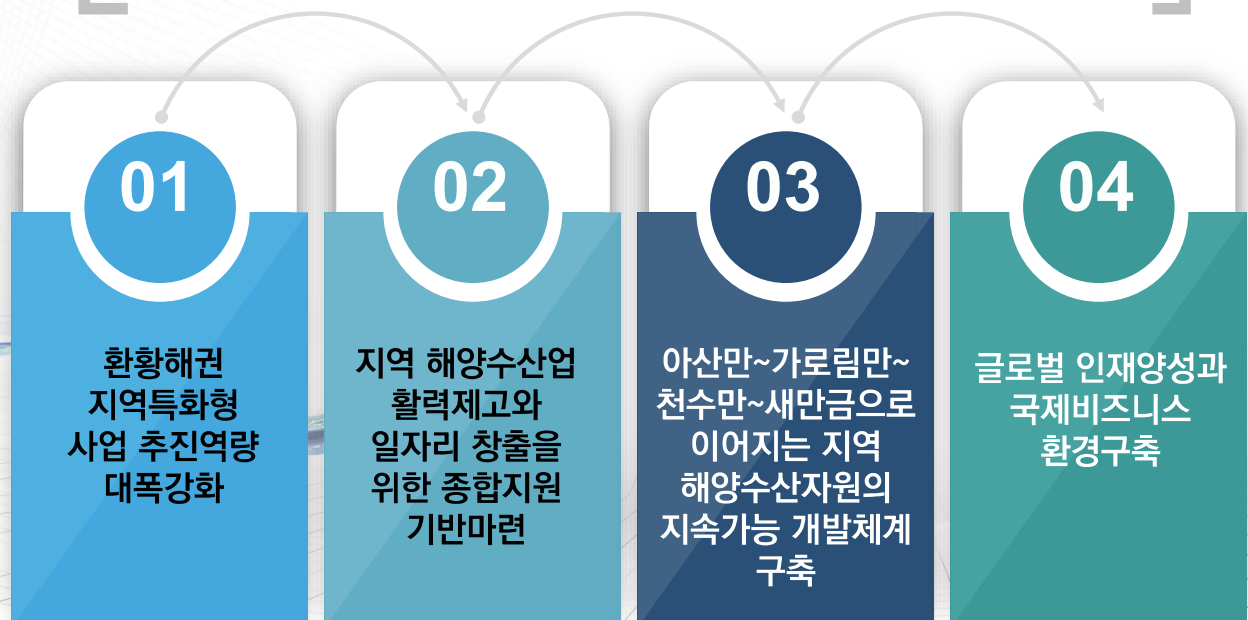 01
환황해권
지역특화형
사업 추진역량
대폭강화
02
지역 해양수산업
활력제고와
일자리 창출을
위한 종합지원
기반마련
03
아산만~가로림만~
천수만~새만금으로
이어지는 지역
해양수산자원의
지속가능 개발체계
구축
04
글로벌 인재양성과
국제비즈니스
환경구축